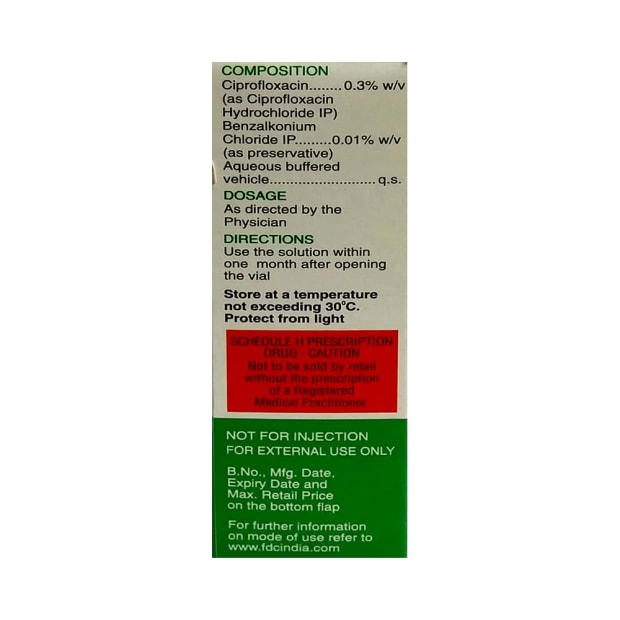 COMPOSITION
Ciprofloxacin........0.3% w/v
(as Ciprofloxacin
Hydrochloride IP)
Benzalkonium
Chloride IP.........0.01% w/v
(as preservative)
Aqueous buffered
vehicle.......................... q.s.
DOSAGE
As directed by the
Physician
DIRECTIONS
Use the solution within
one month after opening
the vial
Store at a temperature
not exceeding 30°C.
Protect from light
SCHEDULE H PRESCRIPTION
DRUG - CAUTION
Not to be sold by retail
without the prescription
of a Registered
Medical Practitioner
NOT FOR INJECTION
FOR EXTERNAL USE ONLY
B.No., Mfg. Date,
Expiry Date and
Max. Retail Price
on the bottom flap
For further information
on mode of use refer to
www.fdcindia.com